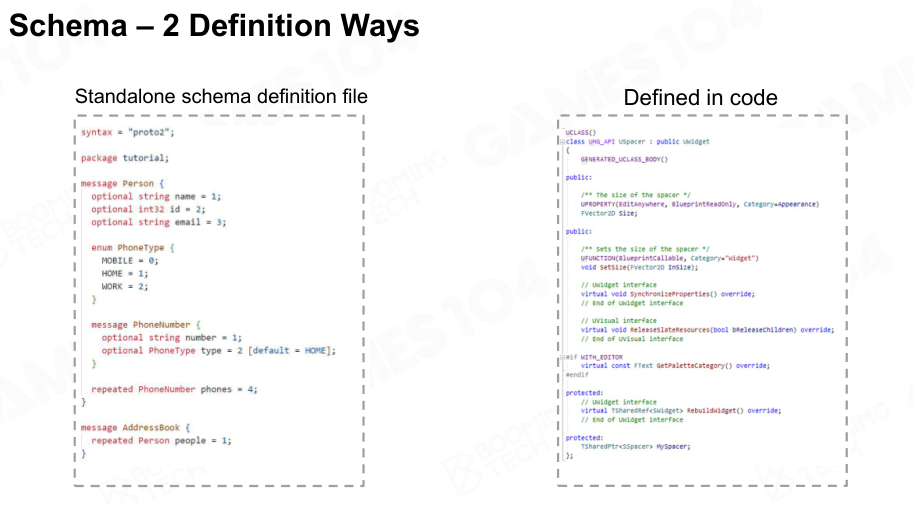 Schema – 2 Definition Ways
Standalone schema definition file
syntax = "proto2";
package tutorial;
message Person {
optional string name = 1;
optional int32 id = 2;
optional string email = 3;
enum PhoneType {
MOBILE = 0;
HOME = 1;
WORK = 2;
}
message PhoneNumber {
optional string number = 1;
optional PhoneType type = 2 [default = HOME];
}
repeated PhoneNumber phones = 4;
}
message AddressBook {
repeated Person people = 1;
}
Defined in code
UCLASS()
class UMG_API USpacer : public UWidget
{
GENERATED_UCLASS_BODY()
public:
/** The size of the spacer */
UPROPERTY(EditAnywhere, BlueprintReadOnly, Category=Appearance)
FVector2D Size;
public:
/** Sets the size of the spacer */
UFUNCTION(BlueprintCallable, Category="Widget")
void SetSize(FVector2D InSize);
// UWidget interface
virtual void SynchronizeProperties() override;
// End of UWidget interface
// UVisual interface
virtual void ReleaseSlateResources(bool bReleaseChildren) override;
// End of UVisual interface
#if WITH_EDITOR
virtual const FText GetPaletteCategory() override;
#endif
protected:
// UWidget interface
virtual TSharedRef<SWidget> RebuildWidget() override;
// End of UWidget interface
protected:
TSharedPtr<SSpacer> MySpacer;
};
GAMES104
BOOMING
TECH